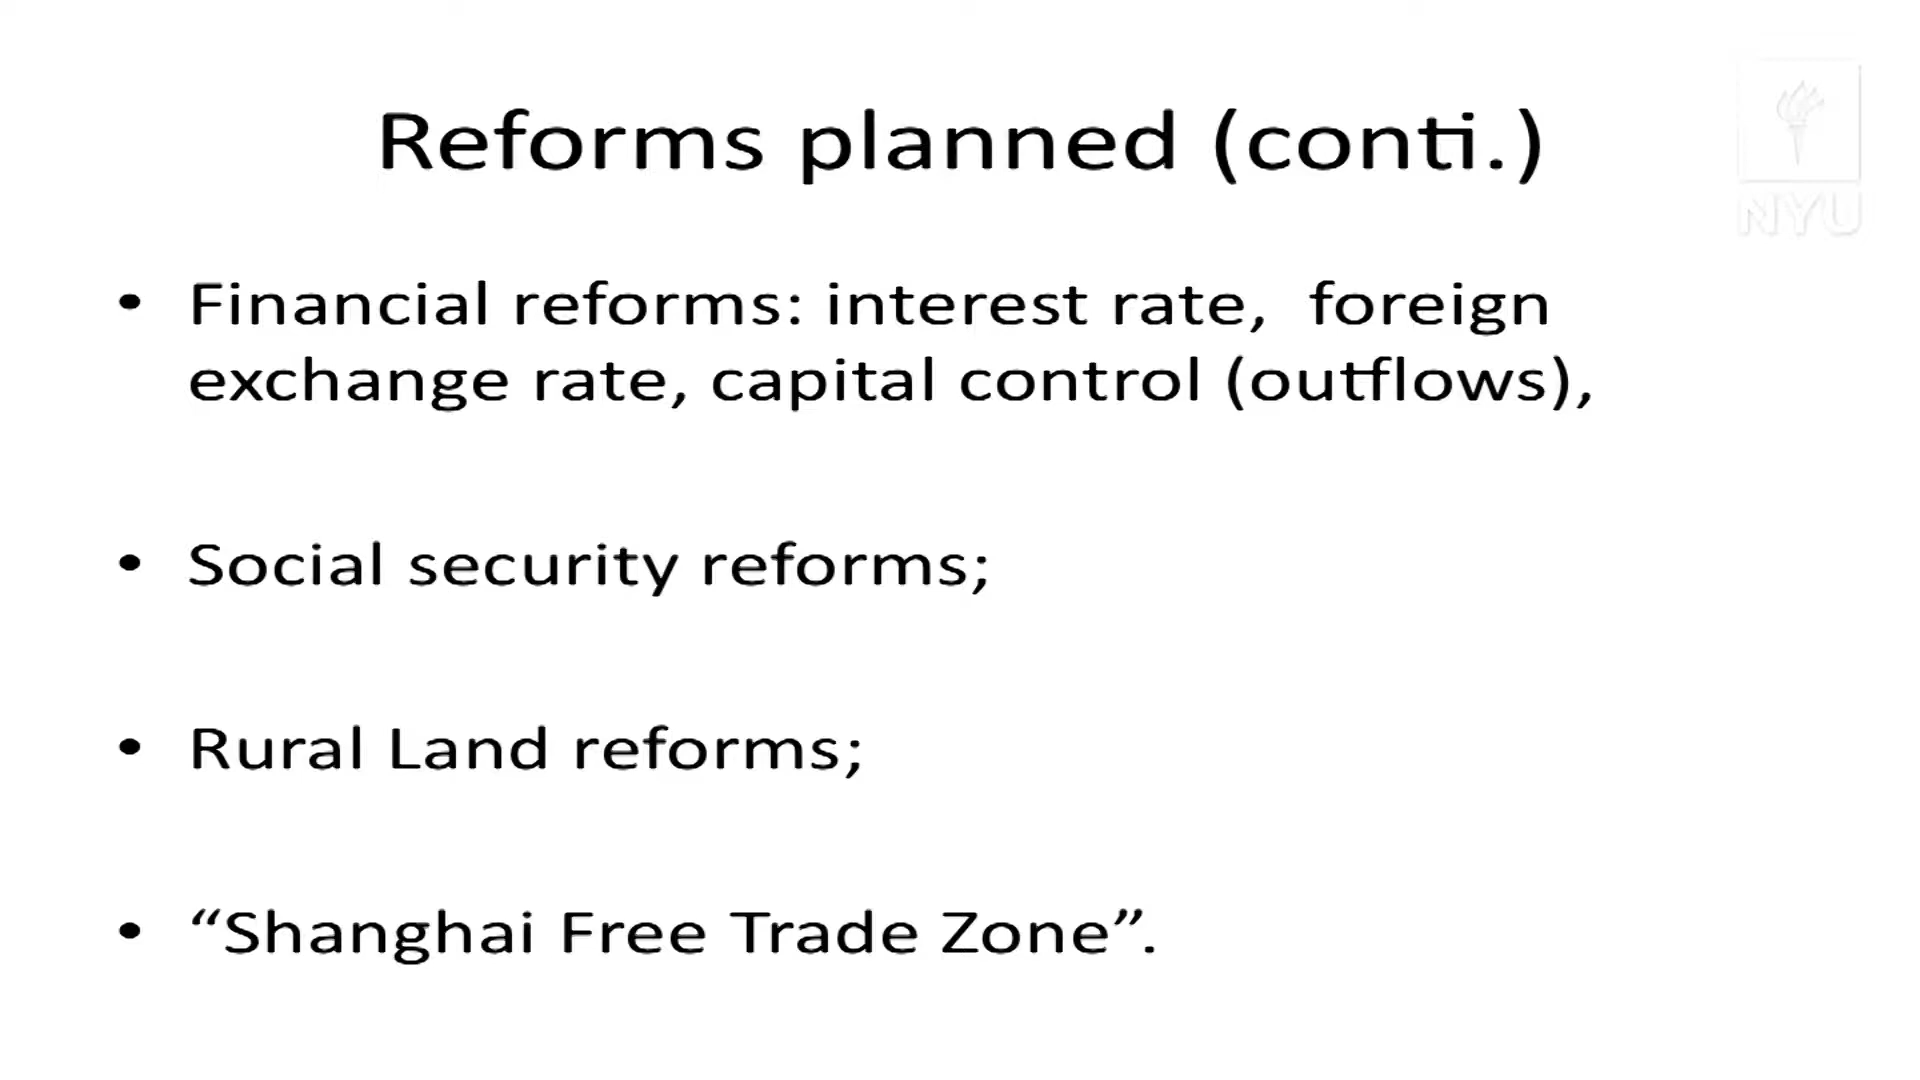 Reforms planned (conti.)
NYU
• Financial reforms: interest rate,  foreign
exchange rate, capital control (outflows),
• Social security reforms;
• Rural Land reforms;
• “Shanghai Free Trade Zone”.